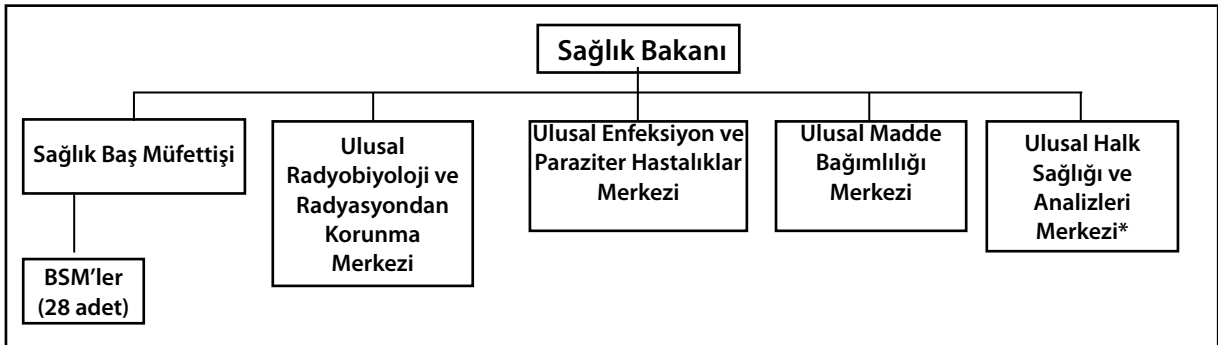 Sağlık Bakanı
Sağlık Baş Müfettişi
Ulusal
Radyobiyoloji ve
Radyasyondan
Korunma
Merkezi
Ulusal Enfeksiyon ve
Paraziter Hastalıklar
Merkezi
Ulusal Madde
Bağımlılığı
Merkezi
Ulusal Halk
Sağlığı ve
Analizleri
Merkezi*
BSM’ler
(28 adet)